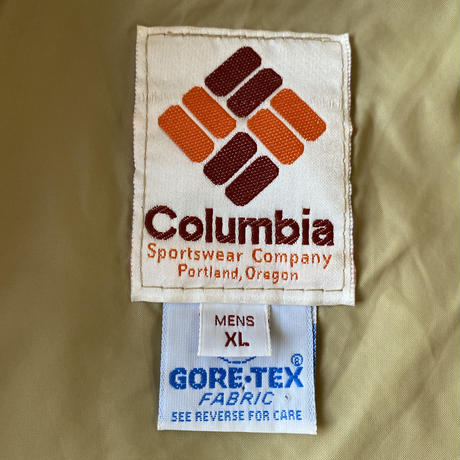 Columbia
Sportswear Company
Portland, Oregon
MENS
XL
GORE-TEX®
FABRIC
SEE REVERSE FOR CARE